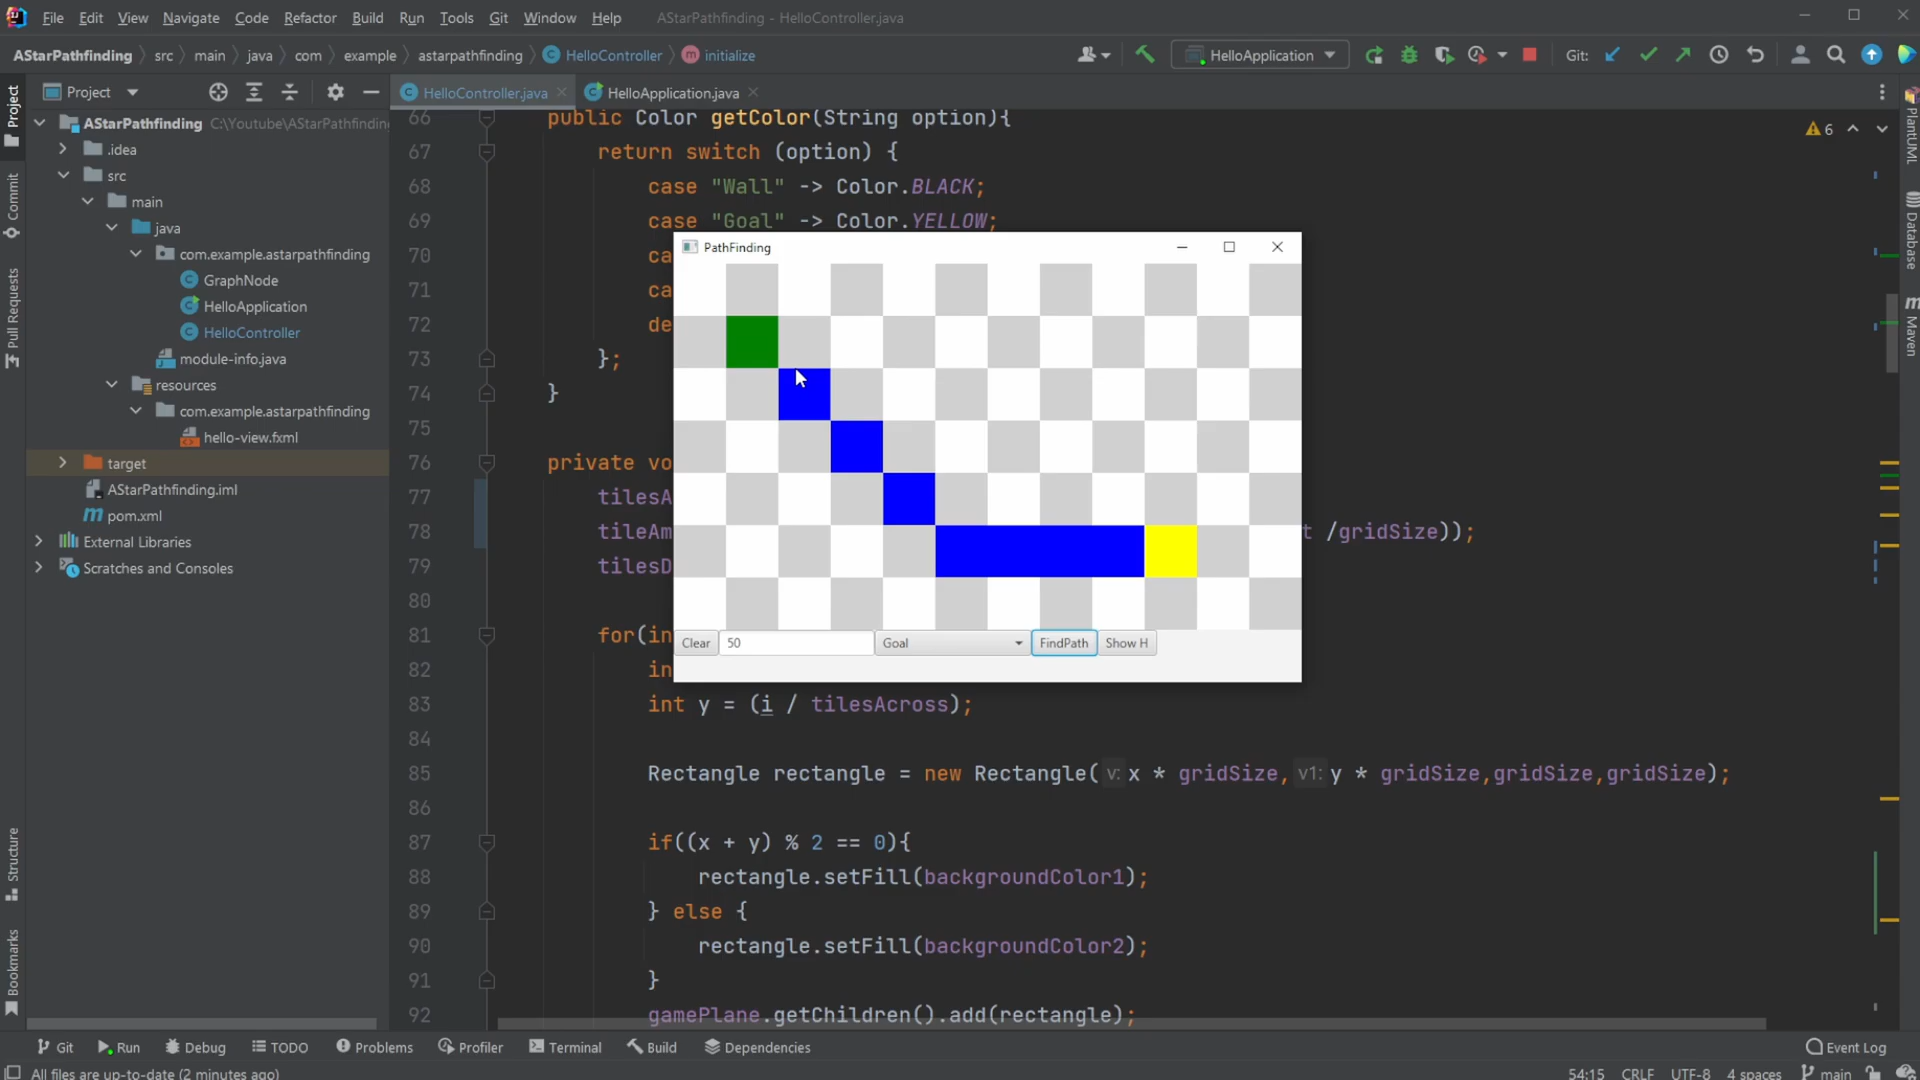 File Edit View Navigate Code Refactor Build Run Tools Git Window Help AStarPathfinding - HelloController.java
AStarPathfinding src main java com example astarpathfinding HelloController initialize
HelloApplication Git:
Project
HelloController.java HelloApplication.java
AStarPathfinding C:\Youtube\AStarPathfinding
.idea
src
main
java
com.example.astarpathfinding
GraphNode
HelloApplication
HelloController
module-info.java
resources
com.example.astarpathfinding
hello-view.fxml
target
AStarPathfinding.iml
pom.xml
External Libraries
Scratches and Consoles
Project
Commit
Pull Requests
Structure
Bookmarks
6
66 public Color getColor(String option){
67 return switch (option) {
68 case "Wall" -> Color.BLACK;
69 case "Goal" -> Color.YELLOW;
70 ca
71 ca
72 de
73 };
74 }
75
76 private vo
77 tilesA
78 tileAm t /gridSize));
79 tilesD
80
81 for(in
82 in
83 int y = (i / tilesAcross);
84
85 Rectangle rectangle = new Rectangle( v: x * gridSize, v1: y * gridSize,gridSize,gridSize);
86
87 if((x + y) % 2 == 0){
88 rectangle.setFill(backgroundColor1);
89 } else {
90 rectangle.setFill(backgroundColor2);
91 }
92 gamePlane.getChildren().add(rectangle);
PathFinding
Clear 50 Goal FindPath Show H
PlantUML
Database
Maven
Git Run Debug TODO Problems Profiler Terminal Build Dependencies Event Log
All files are up-to-date (2 minutes ago) 54:15 CRLF UTF-8 4 spaces main